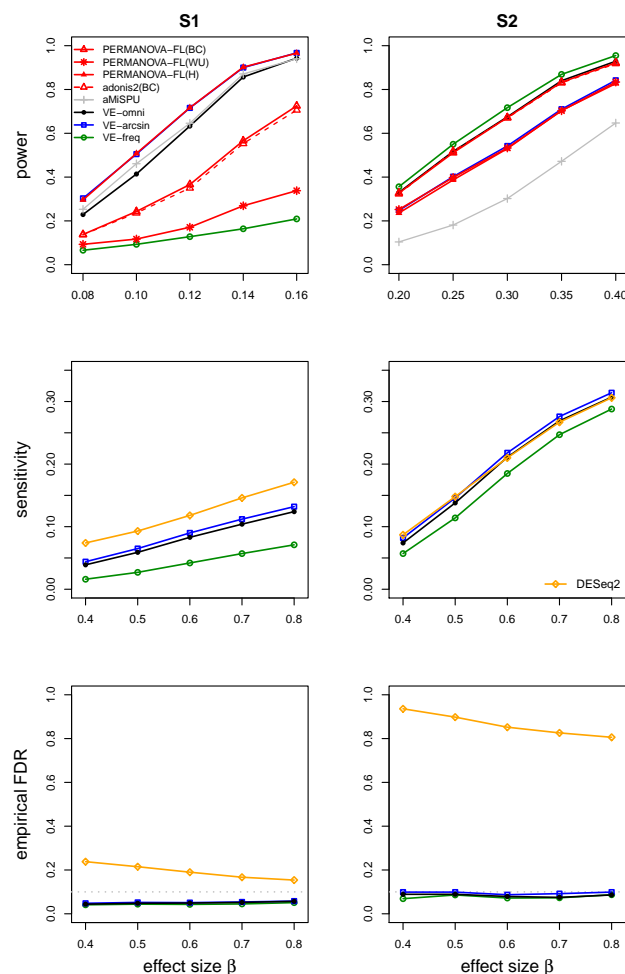 S1
S2
power
0.0 0.2 0.4 0.6 0.8 1.0
PERMANOVA−FL(BC)
PERMANOVA−FL(WU)
PERMANOVA−FL(H)
adonis2(BC)
aMiSPU
VE−omni
VE−arcsin
VE−freq
0.08 0.10 0.12 0.14 0.16
0.0 0.2 0.4 0.6 0.8 1.0
0.20 0.25 0.30 0.35 0.40
sensitivity
0.00 0.10 0.20 0.30
0.4 0.5 0.6 0.7 0.8
0.00 0.10 0.20 0.30
DESeq2
0.4 0.5 0.6 0.7 0.8
empirical FDR
0.0 0.2 0.4 0.6 0.8 1.0
0.4 0.5 0.6 0.7 0.8
effect size β
0.0 0.2 0.4 0.6 0.8 1.0
0.4 0.5 0.6 0.7 0.8
effect size β